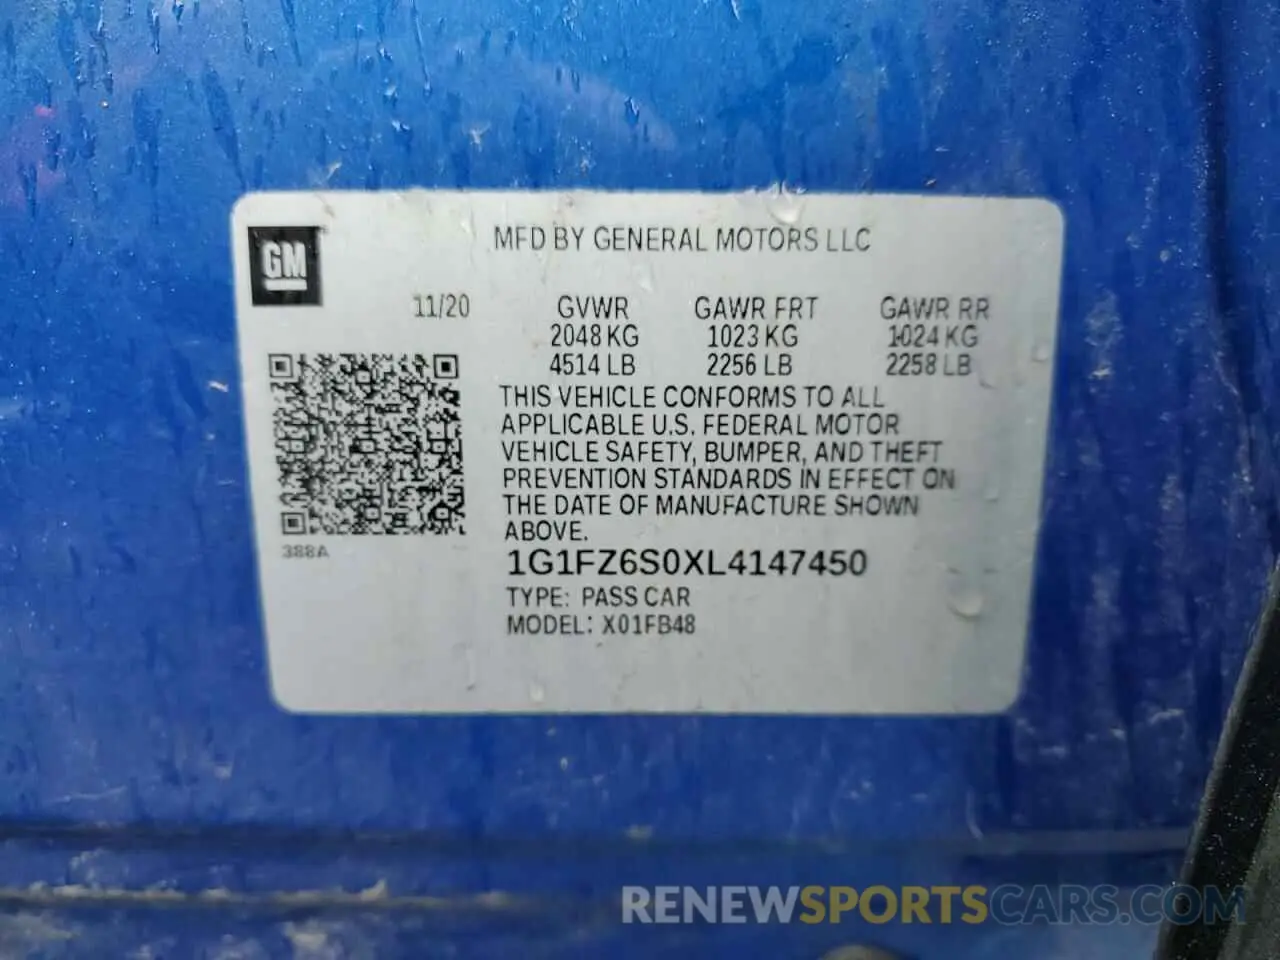 GM
MFD BY GENERAL MOTORS LLC
11/20 GVWR GAWR FRT GAWR RR
2048 KG 1023 KG 1024 KG
4514 LB 2256 LB 2258 LB
THIS VEHICLE CONFORMS TO ALL
APPLICABLE U.S. FEDERAL MOTOR
VEHICLE SAFETY, BUMPER, AND THEFT
PREVENTION STANDARDS IN EFFECT ON
THE DATE OF MANUFACTURE SHOWN
ABOVE.
388A
1G1FZ6S0XL4147450
TYPE: PASS CAR
MODEL: X01FB48
RENEWSPORTSCARS.COM